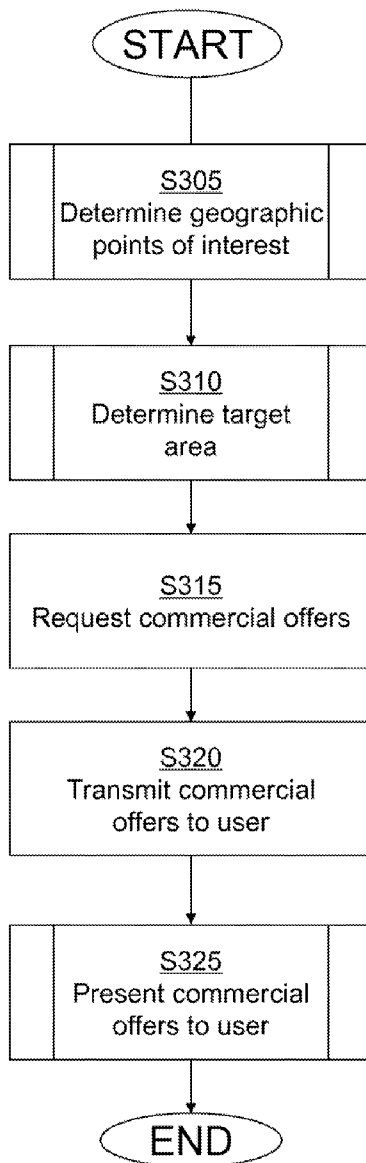 START
S305
Determine geographic
points of interest
S310
Determine target
area
S315
Request commercial offers
S320
Transmit commercial
offers to user
S325
Present commercial
offers to user
END